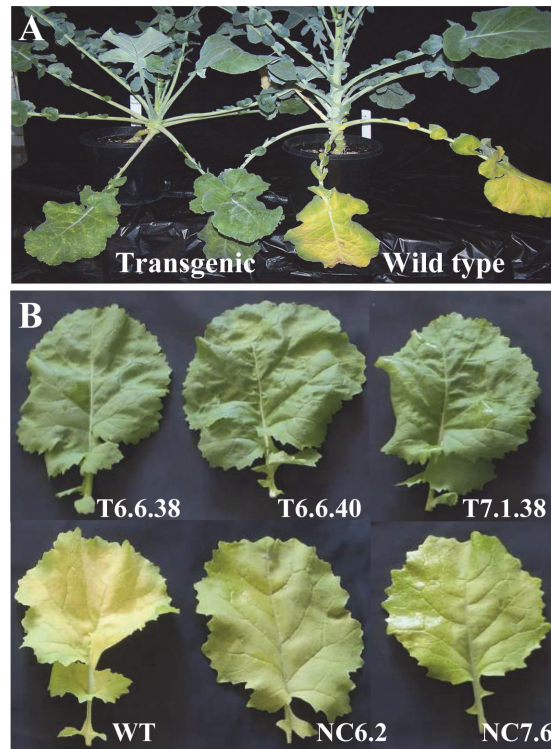 A
Transgenic Wild type
B
T6.6.38 T6.6.40 T7.1.38
WT NC6.2 NC7.6